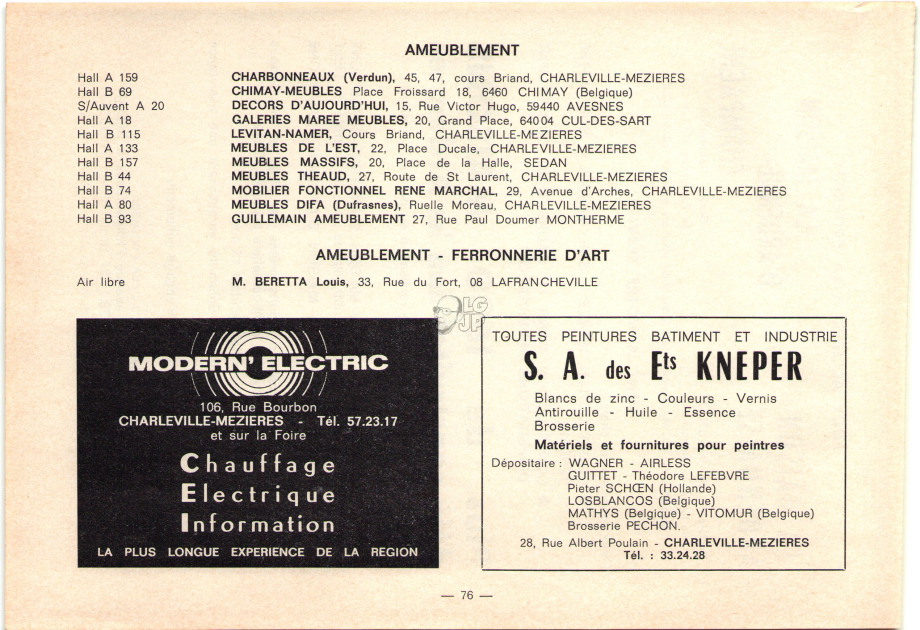 AMEUBLEMENT
Hall A 159 CHARBONNEAUX (Verdun), 45, 47, cours Briand, CHARLEVILLE-MEZIERES
Hall B 69 CHIMAY-MEUBLES Place Froissard 18, 6460 CHIMAY (Belgique)
S/Auvent A 20 DECORS D'AUJOURD'HUI, 15, Rue Victor Hugo, 59440 AVESNES
Hall A 18 GALERIES MAREE MEUBLES, 20, Grand Place, 64004 CUL-DES-SART
Hall B 115 LEVITAN-NAMER, Cours Briand, CHARLEVILLE-MEZIERES
Hall A 133 MEUBLES DE L'EST, 22, Place Ducale, CHARLEVILLE-MEZIERES
Hall B 157 MEUBLES MASSIFS, 20, Place de la Halle, SEDAN
Hall B 44 MEUBLES THEAUD, 27, Route de St Laurent, CHARLEVILLE-MEZIERES
Hall B 74 MOBILIER FONCTIONNEL RENE MARCHAL, 29, Avenue d'Arches, CHARLEVILLE-MEZIERES
Hall A 80 MEUBLES DIFA (Dufrasnes), Ruelle Moreau, CHARLEVILLE-MEZIERES
Hall B 93 GUILLEMAIN AMEUBLEMENT 27, Rue Paul Doumer MONTHERME
AMEUBLEMENT - FERRONNERIE D'ART
Air libre M. BERETTA Louis, 33, Rue du Fort, 08 LAFRANCHEVILLE
LG
JP
MODERN' ELECTRIC
106, Rue Bourbon
CHARLEVILLE-MEZIERES - Tél. 57.23.17
et sur la Foire
Chauffage
Electrique
Information
LA PLUS LONGUE EXPERIENCE DE LA REGION
TOUTES PEINTURES BATIMENT ET INDUSTRIE
S. A. des Ets KNEPER
Blancs de zinc - Couleurs - Vernis
Antirouille - Huile - Essence
Brosserie
Matériels et fournitures pour peintres
Dépositaire : WAGNER - AIRLESS
GUITTET - Théodore LEFEBVRE
Pieter SCHŒN (Hollande)
LOSBLANCOS (Belgique)
MATHYS (Belgique) - VITOMUR (Belgique)
Brosserie PECHON.
28, Rue Albert Poulain - CHARLEVILLE-MEZIERES
Tél. : 33.24.28
— 76 —